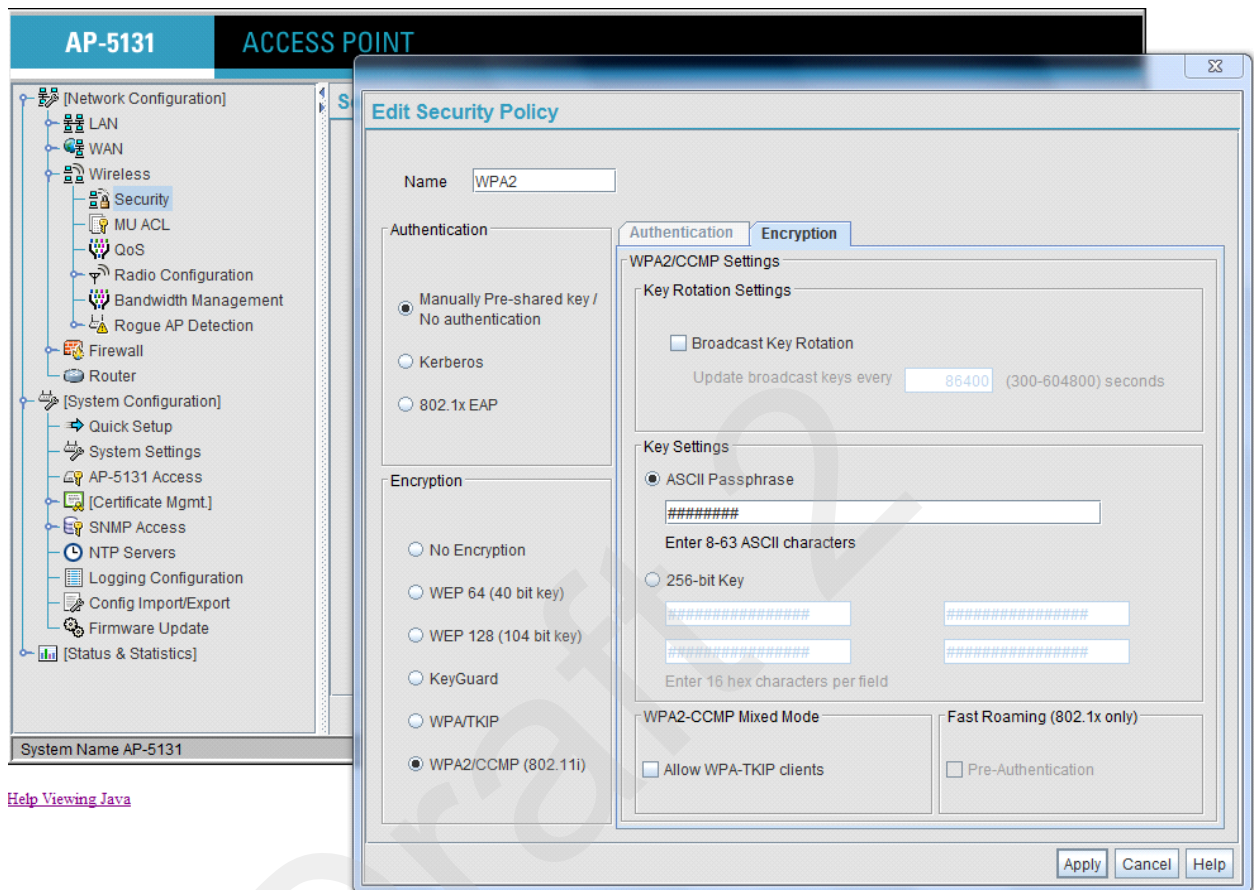 AP-5131
ACCESS POINT
[Network Configuration]
LAN
WAN
Wireless
Security
MU ACL
QoS
Radio Configuration
Bandwidth Management
Rogue AP Detection
Firewall
Router
[System Configuration]
Quick Setup
System Settings
AP-5131 Access
[Certificate Mgmt.]
SNMP Access
NTP Servers
Logging Configuration
Config Import/Export
Firmware Update
[Status & Statistics]
System Name AP-5131
Help Viewing Java
Edit Security Policy
Name WPA2
Authentication
Manually Pre-shared key /
No authentication
Kerberos
802.1x EAP
Encryption
No Encryption
WEP 64 (40 bit key)
WEP 128 (104 bit key)
KeyGuard
WPA/TKIP
WPA2/CCMP (802.11i)
Authentication Encryption
WPA2/CCMP Settings
Key Rotation Settings
Broadcast Key Rotation
Update broadcast keys every 86400 (300-604800) seconds
Key Settings
ASCII Passphrase
########
Enter 8-63 ASCII characters
256-bit Key
################ ################
################ ################
Enter 16 hex characters per field
WPA2-CCMP Mixed Mode
Allow WPA-TKIP clients
Fast Roaming (802.1x only)
Pre-Authentication
Apply Cancel Help
Draft 2